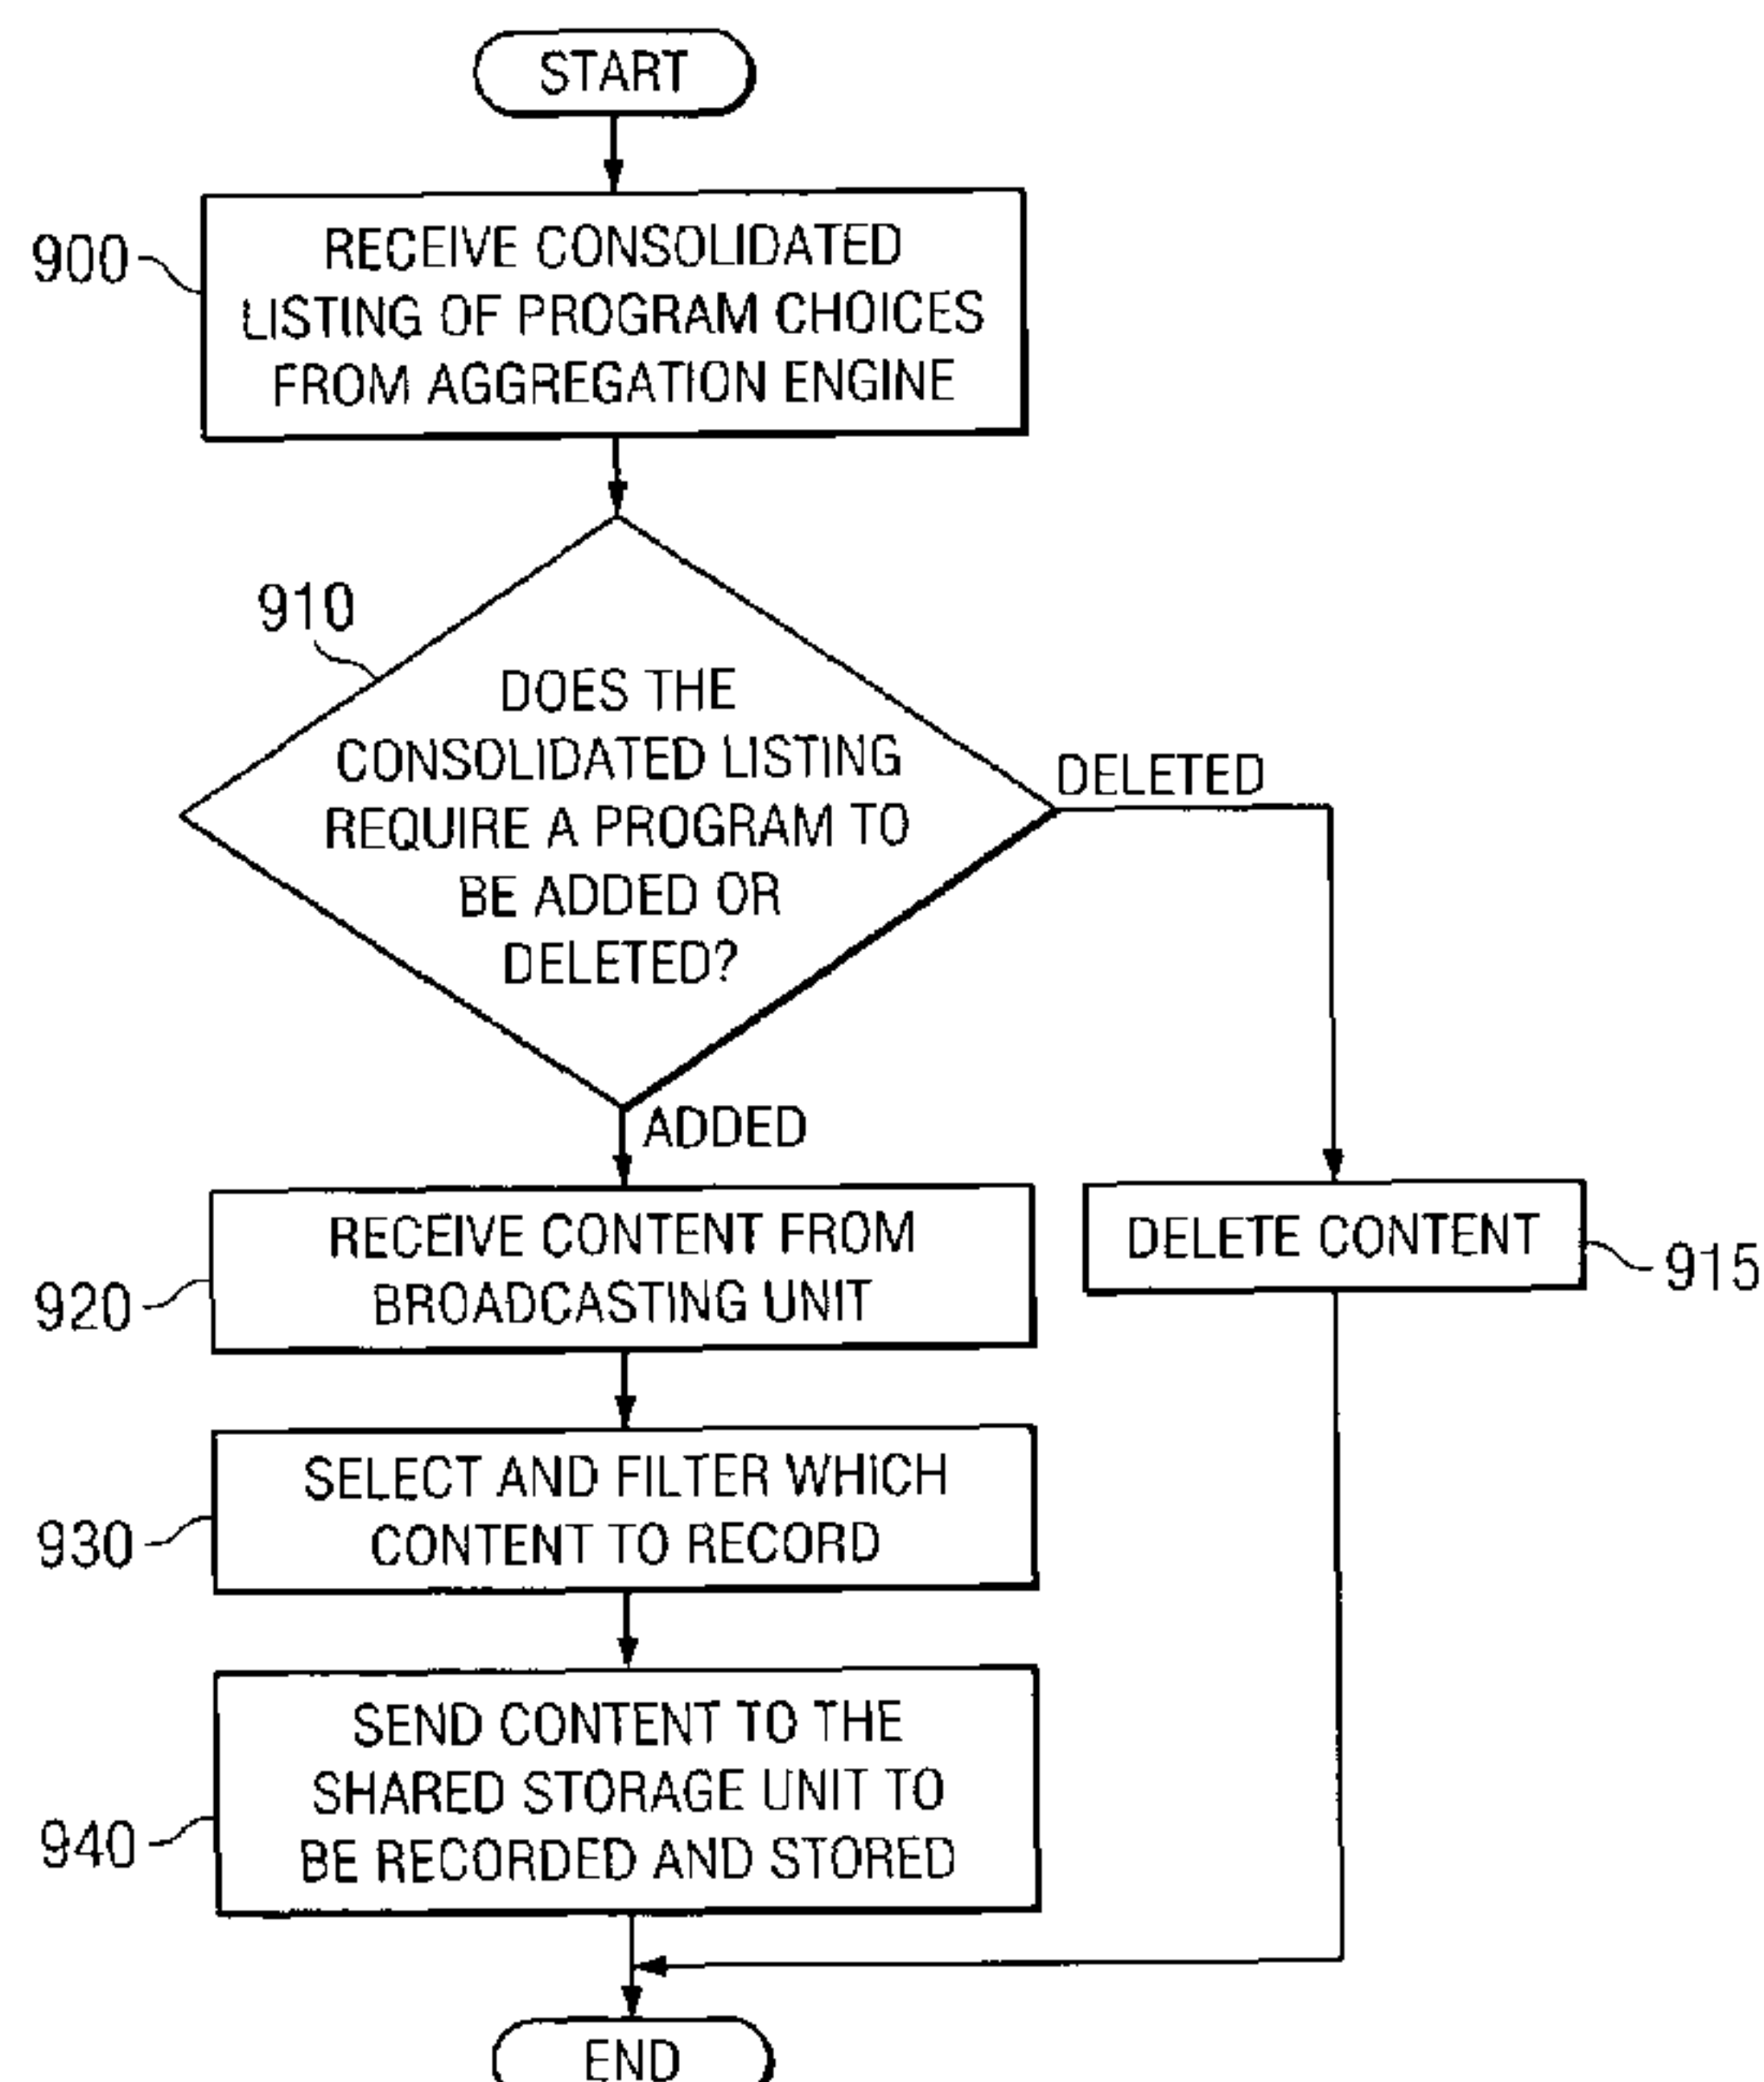 START
900
RECEIVE CONSOLIDATED
LISTING OF PROGRAM CHOICES
FROM AGGREGATION ENGINE
910
DOES THE
CONSOLIDATED LISTING
REQUIRE A PROGRAM TO
BE ADDED OR
DELETED?
DELETED
ADDED
RECEIVE CONTENT FROM
BROADCASTING UNIT
920
DELETE CONTENT
915
SELECT AND FILTER WHICH
CONTENT TO RECORD
930
SEND CONTENT TO THE
SHARED STORAGE UNIT TO
BE RECORDED AND STORED
940
END